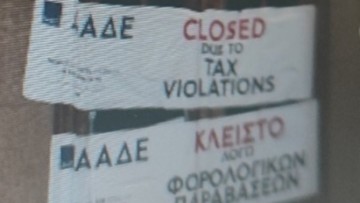 ΑΑΔΕ
CLOSED
DUE TO
TAX
VIOLATIONS
ΑΑΔΕ
ΚΛΕΙΣΤΟ
ΛΟΓΩ
ΦΟΡΟΛΟΓΙΚΩΝ
ΠΑΡΑΒΑΣΕΩΝ